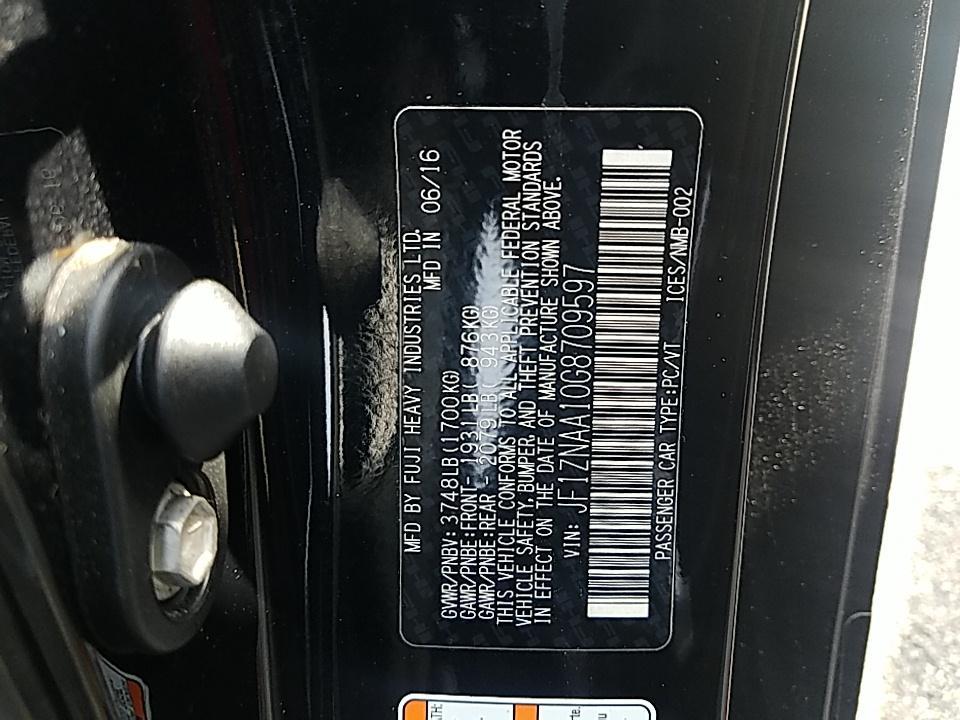 MFD BY FUJI HEAVY INDUSTRIES LTD.
MFD IN 06/16
GVWR/PNBV: 3748LB(1700KG)
GAWR/PNBE:FRONT- 1931LB( 876KG)
GAWR/PNBE:REAR - 2079LB( 943KG)
THIS VEHICLE CONFORMS TO ALL APPLICABLE FEDERAL MOTOR
VEHICLE SAFETY,BUMPER,AND THEFT PREVENTION STANDARDS
IN EFFECT ON THE DATE OF MANUFACTURE SHOWN ABOVE.
VIN: JF1ZNAA10G8709597
PASSENGER CAR TYPE:PC/VT ICES/NMB-002